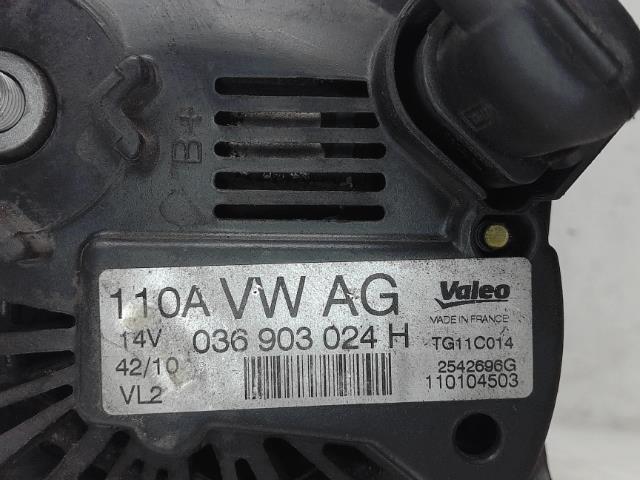 B+
110A VW AG
14V 036 903 024 H
42/10
VL2
Valeo
MADE IN FRANCE
TG11C014
2542696G
110104503